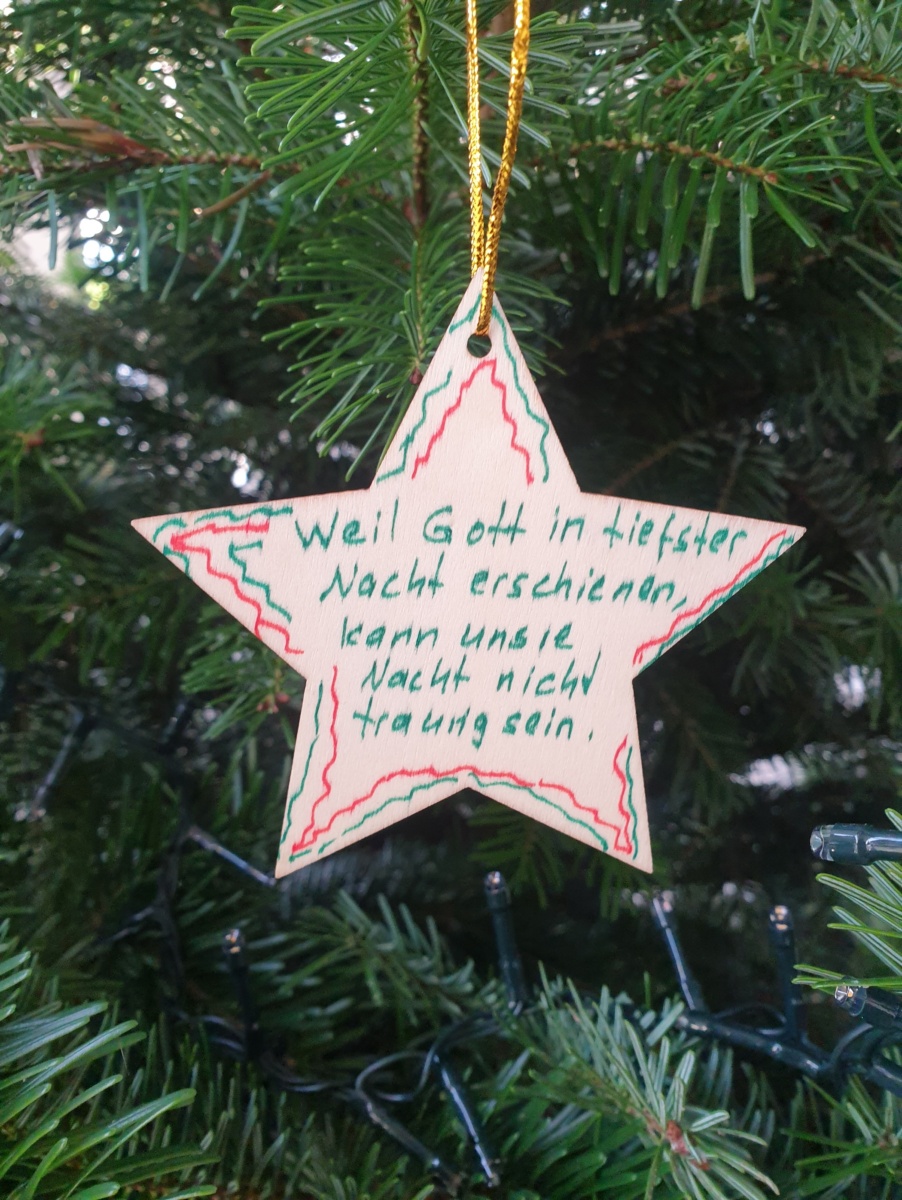 Weil Gott in tiefster
Nacht erschienen,
kann unsre
Nacht nicht
traurig sein.